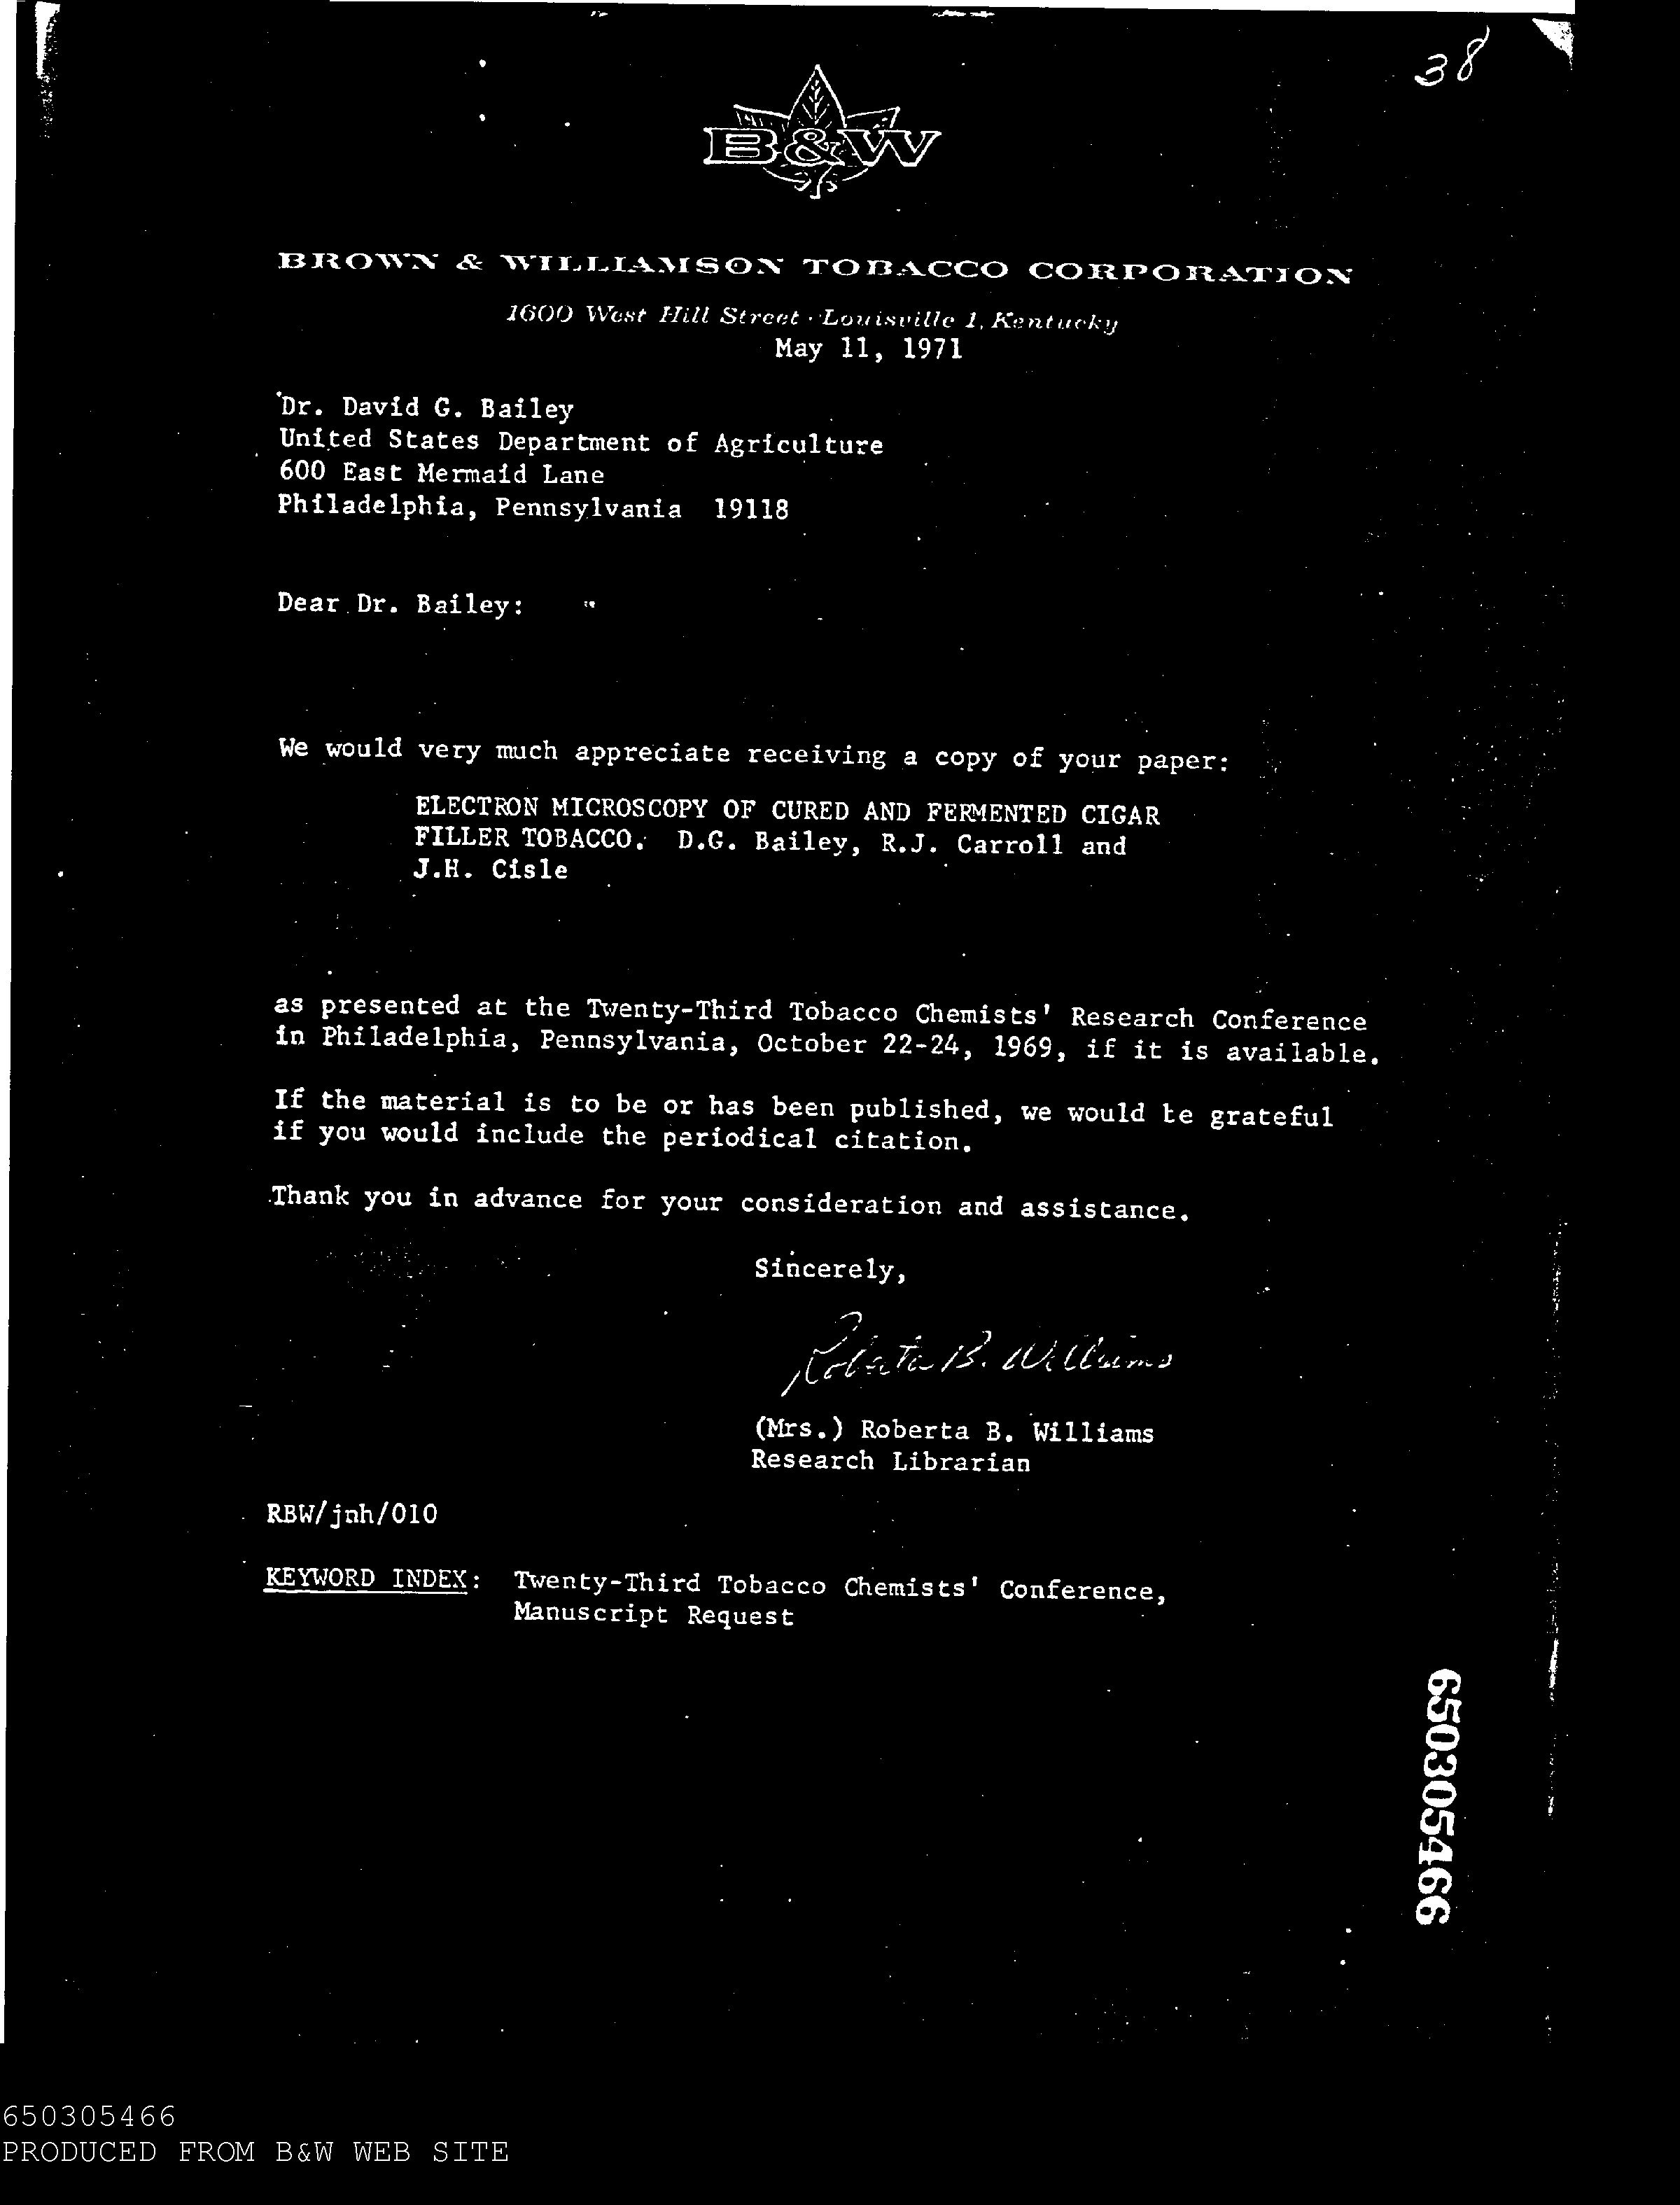 38
B&W
BROWN & WILLIAMSON TOBACCO CORPORATION
1600 West Hill Street · Louisville 1, Kentucky
May 11, 1971
Dr. David G. Bailey
United States Department of Agriculture
600 East Mermaid Lane
Philadelphia, Pennsylvania 19118
Dear Dr. Bailey:
We would very much appreciate receiving a copy of your paper:
ELECTRON MICROSCOPY OF CURED AND FERMENTED CIGAR
FILLER TOBACCO. D.G. Bailey, R.J. Carroll and
J.H. Cisle
as presented at the Twenty-Third Tobacco Chemists' Research Conference
in Philadelphia, Pennsylvania, October 22-24, 1969, if it is available.
If the material is to be or has been published, we would be grateful
if you would include the periodical citation.
Thank you in advance for your consideration and assistance.
Sincerely,
Roberta B. Williams
(Mrs.) Roberta B. Williams
Research Librarian
RBW/jnh/010
KEYWORD INDEX: Twenty-Third Tobacco Chemists' Conference,
Manuscript Request
650305466
650305466
PRODUCED FROM B&W WEB SITE